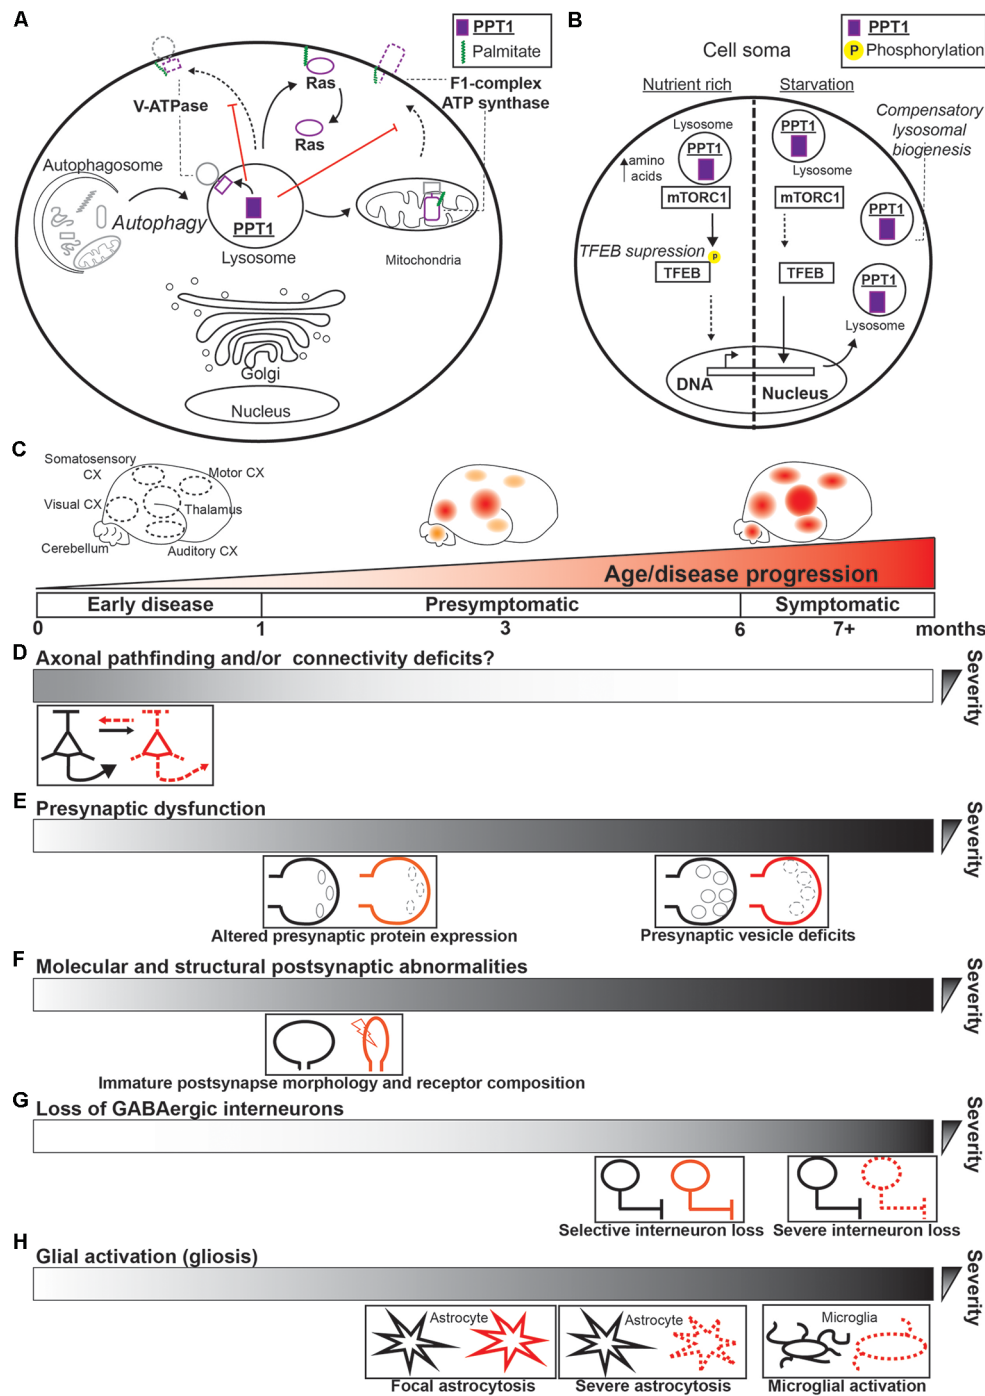 A
PPT1
Palmitate
V-ATPase
Ras
Ras
F1-complex
ATP synthase
Autophagosome
Autophagy
PPT1
Lysosome
Mitochondria
Golgi
Nucleus
B
PPT1
P Phosphorylation
Cell soma
Nutrient rich
Starvation
Compensatory
lysosomal
biogenesis
Lysosome
PPT1
amino
acids
mTORC1
TFEB supression
P
TFEB
PPT1
Lysosome
mTORC1
TFEB
PPT1
PPT1
Lysosome
DNA
Nucleus
C
Somatosensory
CX
Motor CX
Visual CX
Thalamus
Cerebellum
Auditory CX
Age/disease progression
Early disease
Presymptomatic
Symptomatic
0
1
3
6
7+
months
D
Axonal pathfinding and/or connectivity deficits?
Severity
E
Presynaptic dysfunction
Severity
Altered presynaptic protein expression
Presynaptic vesicle deficits
F
Molecular and structural postsynaptic abnormalities
Severity
Immature postsynapse morphology and receptor composition
G
Loss of GABAergic interneurons
Severity
Selective interneuron loss
Severe interneuron loss
H
Glial activation (gliosis)
Severity
Astrocyte
Astrocyte
Microglia
Focal astrocytosis
Severe astrocytosis
Microglial activation